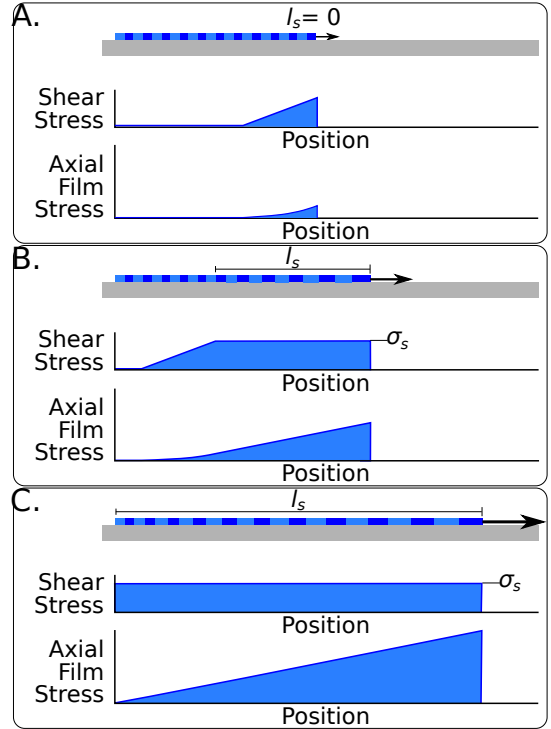 A.
l_s = 0
Shear
Stress
Position
Axial
Film
Stress
Position
B.
l_s
Shear
Stress
σ_s
Position
Axial
Film
Stress
Position
C.
l_s
Shear
Stress
σ_s
Position
Axial
Film
Stress
Position